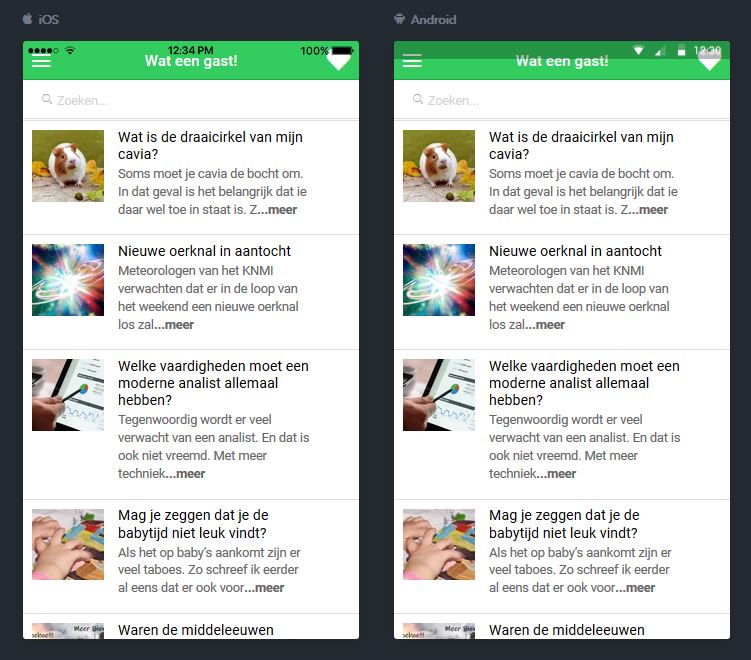 iOS
12:34 PM
100%
Wat een gast!
Zoeken...
Wat is de draaicirkel van mijn
cavia?
Soms moet je cavia de bocht om.
In dat geval is het belangrijk dat ie
daar wel toe in staat is. Z...meer
Nieuwe oerknal in aantocht
Meteorologen van het KNMI
verwachten dat er in de loop van
het weekend een nieuwe oerknal
los zal...meer
Welke vaardigheden moet een
moderne analist allemaal
hebben?
Tegenwoordig wordt er veel
verwacht van een analist. En dat is
ook niet vreemd. Met meer
techniek...meer
Mag je zeggen dat je de
babytijd niet leuk vindt?
Als het op baby's aankomt zijn er
veel taboes. Zo schreef ik eerder
al eens dat er ook voor...meer
Meer Bier
Waren de middeleeuwen
Android
12:30
Wat een gast!
Zoeken...
Wat is de draaicirkel van mijn
cavia?
Soms moet je cavia de bocht om.
In dat geval is het belangrijk dat ie
daar wel toe in staat is. Z...meer
Nieuwe oerknal in aantocht
Meteorologen van het KNMI
verwachten dat er in de loop van
het weekend een nieuwe oerknal
los zal...meer
Welke vaardigheden moet een
moderne analist allemaal
hebben?
Tegenwoordig wordt er veel
verwacht van een analist. En dat is
ook niet vreemd. Met meer
techniek...meer
Mag je zeggen dat je de
babytijd niet leuk vindt?
Als het op baby's aankomt zijn er
veel taboes. Zo schreef ik eerder
al eens dat er ook voor...meer
Meer Bier
Waren de middeleeuwen